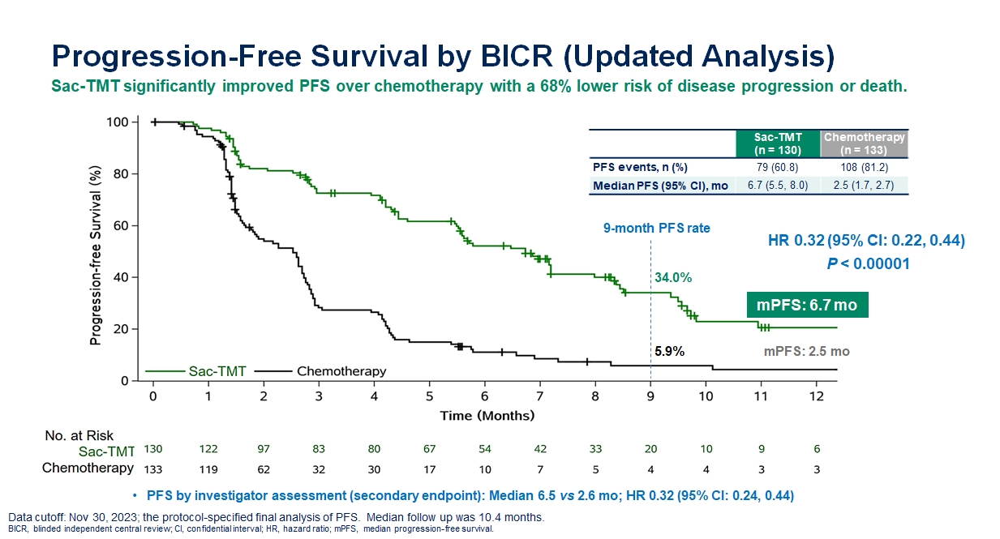 Progression-Free Survival by BICR (Updated Analysis)
Sac-TMT significantly improved PFS over chemotherapy with a 68% lower risk of disease progression or death.
Sac-TMT (n = 130) Chemotherapy (n = 133)
PFS events, n (%) 79 (60.8) 108 (81.2)
Median PFS (95% CI), mo 6.7 (5.5, 8.0) 2.5 (1.7, 2.7)
9-month PFS rate
HR 0.32 (95% CI: 0.22, 0.44)
P < 0.00001
34.0%
mPFS: 6.7 mo
5.9%
mPFS: 2.5 mo
Progression-free Survival (%)
100
80
60
40
20
0
Sac-TMT Chemotherapy
0 1 2 3 4 5 6 7 8 9 10 11 12
Time (Months)
No. at Risk
Sac-TMT 130 122 97 83 80 67 54 42 33 20 10 9 6
Chemotherapy 133 119 62 32 30 17 10 7 5 4 4 3 3
• PFS by investigator assessment (secondary endpoint): Median 6.5 vs 2.6 mo; HR 0.32 (95% CI: 0.24, 0.44)
Data cutoff: Nov 30, 2023; the protocol-specified final analysis of PFS. Median follow up was 10.4 months.
BICR, blinded independent central review; CI, confidential interval; HR, hazard ratio; mPFS, median progression-free survival.